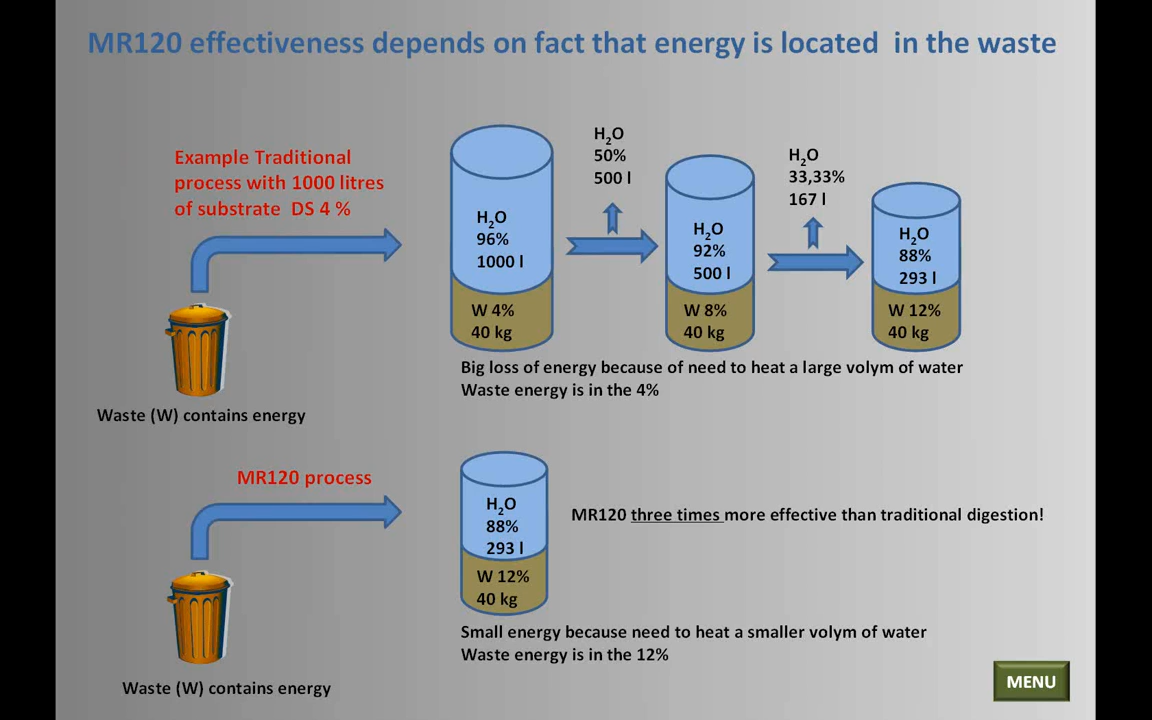 MR120 effectiveness depends on fact that energy is located in the waste
Example Traditional
process with 1000 litres
of substrate DS 4 %
H2O
96%
1000 l
W 4%
40 kg
H2O
50%
500 l
H2O
92%
500 l
W 8%
40 kg
H2O
33,33%
167 l
H2O
88%
293 l
W 12%
40 kg
Big loss of energy because of need to heat a large volym of water
Waste energy is in the 4%
Waste (W) contains energy
MR120 process
H2O
88%
293 l
W 12%
40 kg
MR120 three times more effective than traditional digestion!
Small energy because need to heat a smaller volym of water
Waste energy is in the 12%
Waste (W) contains energy
MENU